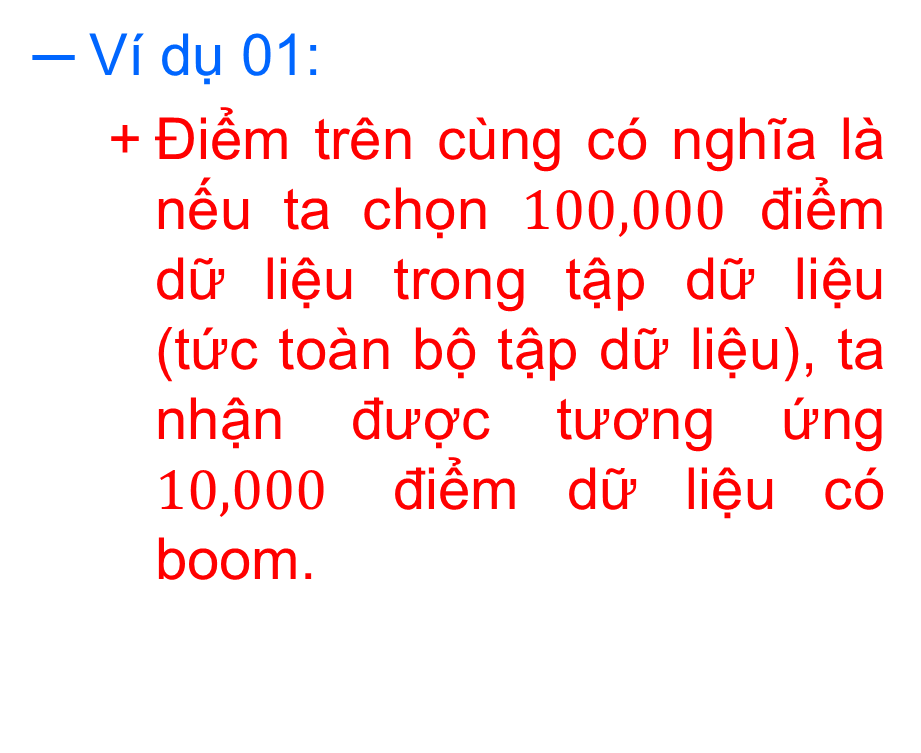 ─ Ví dụ 01:
+ Điểm trên cùng có nghĩa là
nếu ta chọn 100,000 điểm
dữ liệu trong tập dữ liệu
(tức toàn bộ tập dữ liệu), ta
nhận được tương ứng
10,000 điểm dữ liệu có
boom.